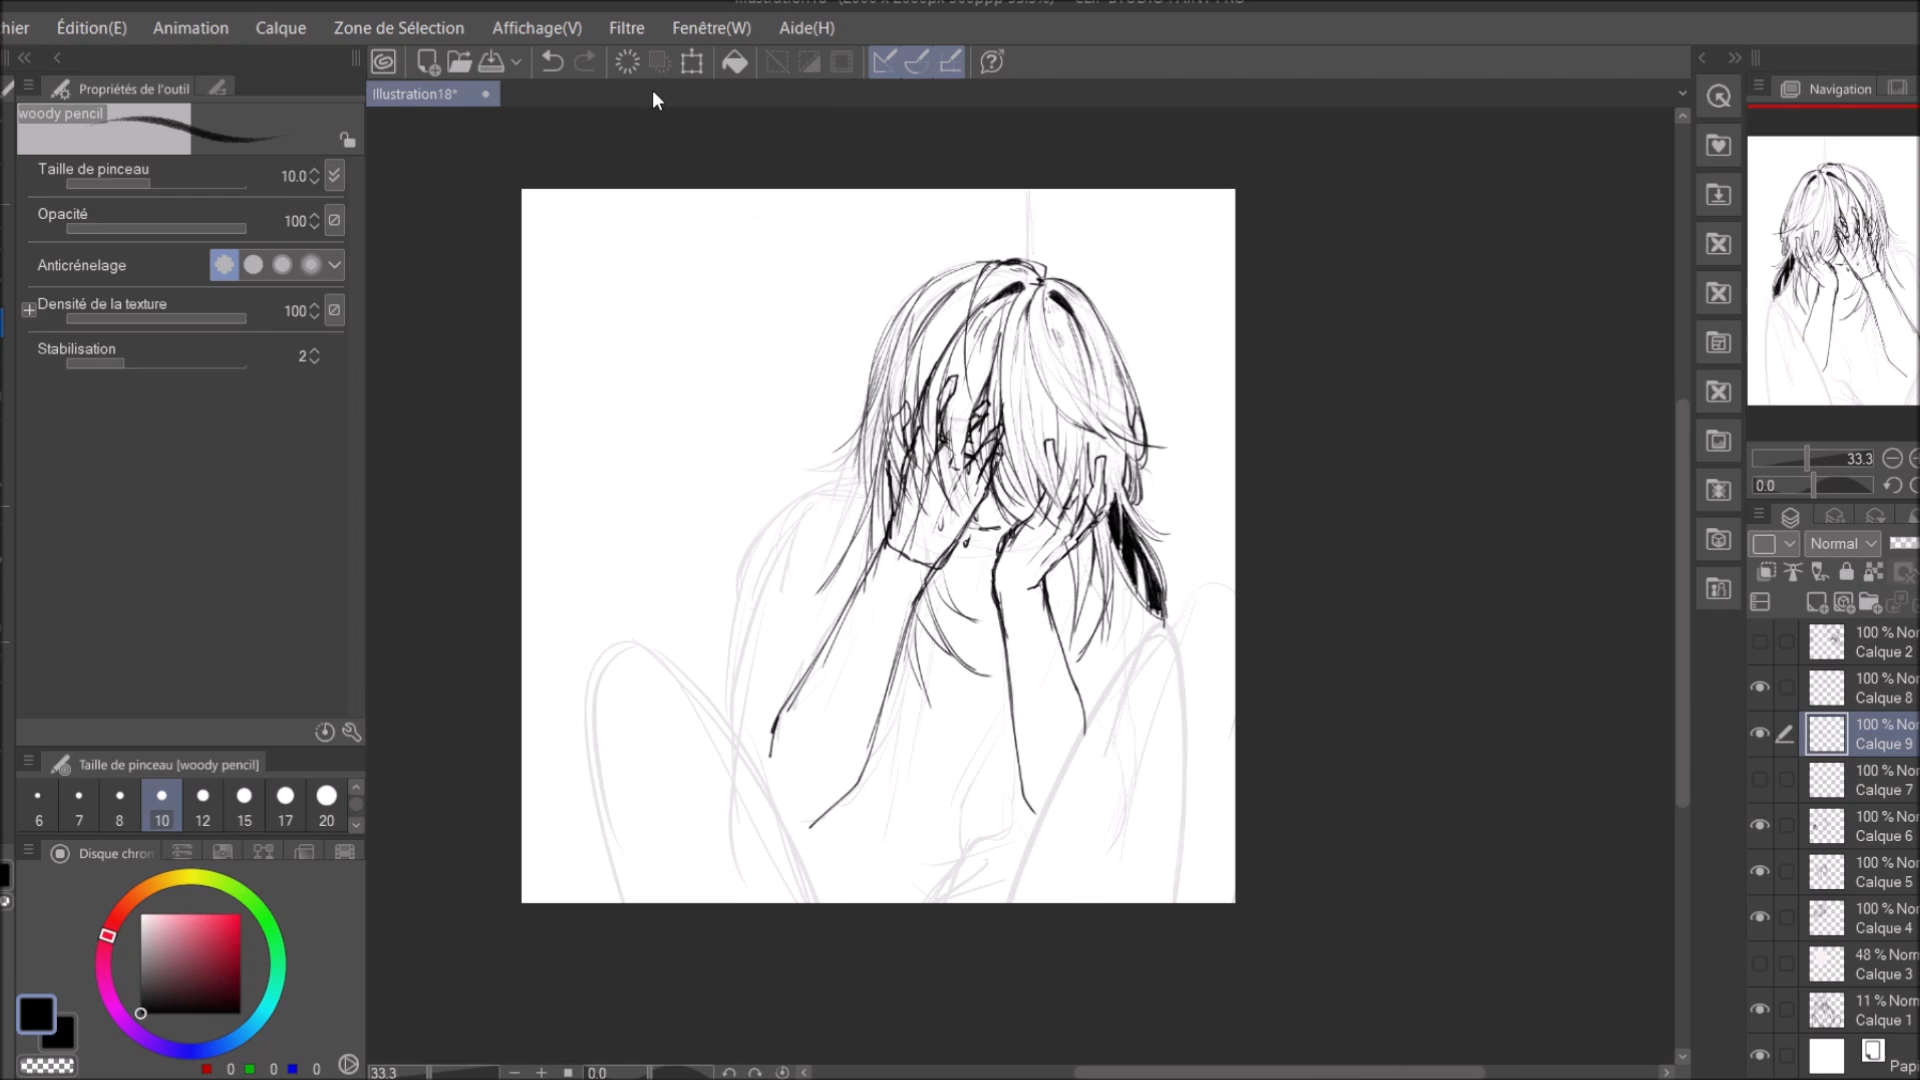 hier Édition(E) Animation Calque Zone de Sélection Affichage(V) Filtre Fenêtre(W) Aide(H)
Propriétés de l'outil
Illustration18*
Navigation
woody pencil
Taille de pinceau 10.0
Opacité 100
Anticrénelage
Densité de la texture 100
Stabilisation 2
33.3
0.0
Normal
100 % Nor
Calque 2
100 % Nor
Calque 8
100 % Nor
Calque 9
100 % Nor
Calque 7
100 % Nor
Calque 6
100 % Nor
Calque 5
100 % Nor
Calque 4
48 % Norn
Calque 3
11 % Norn
Calque 1
Pap
Taille de pinceau [woody pencil]
6 7 8 10 12 15 17 20
Disque chron
0 0 0
33.3 0.0